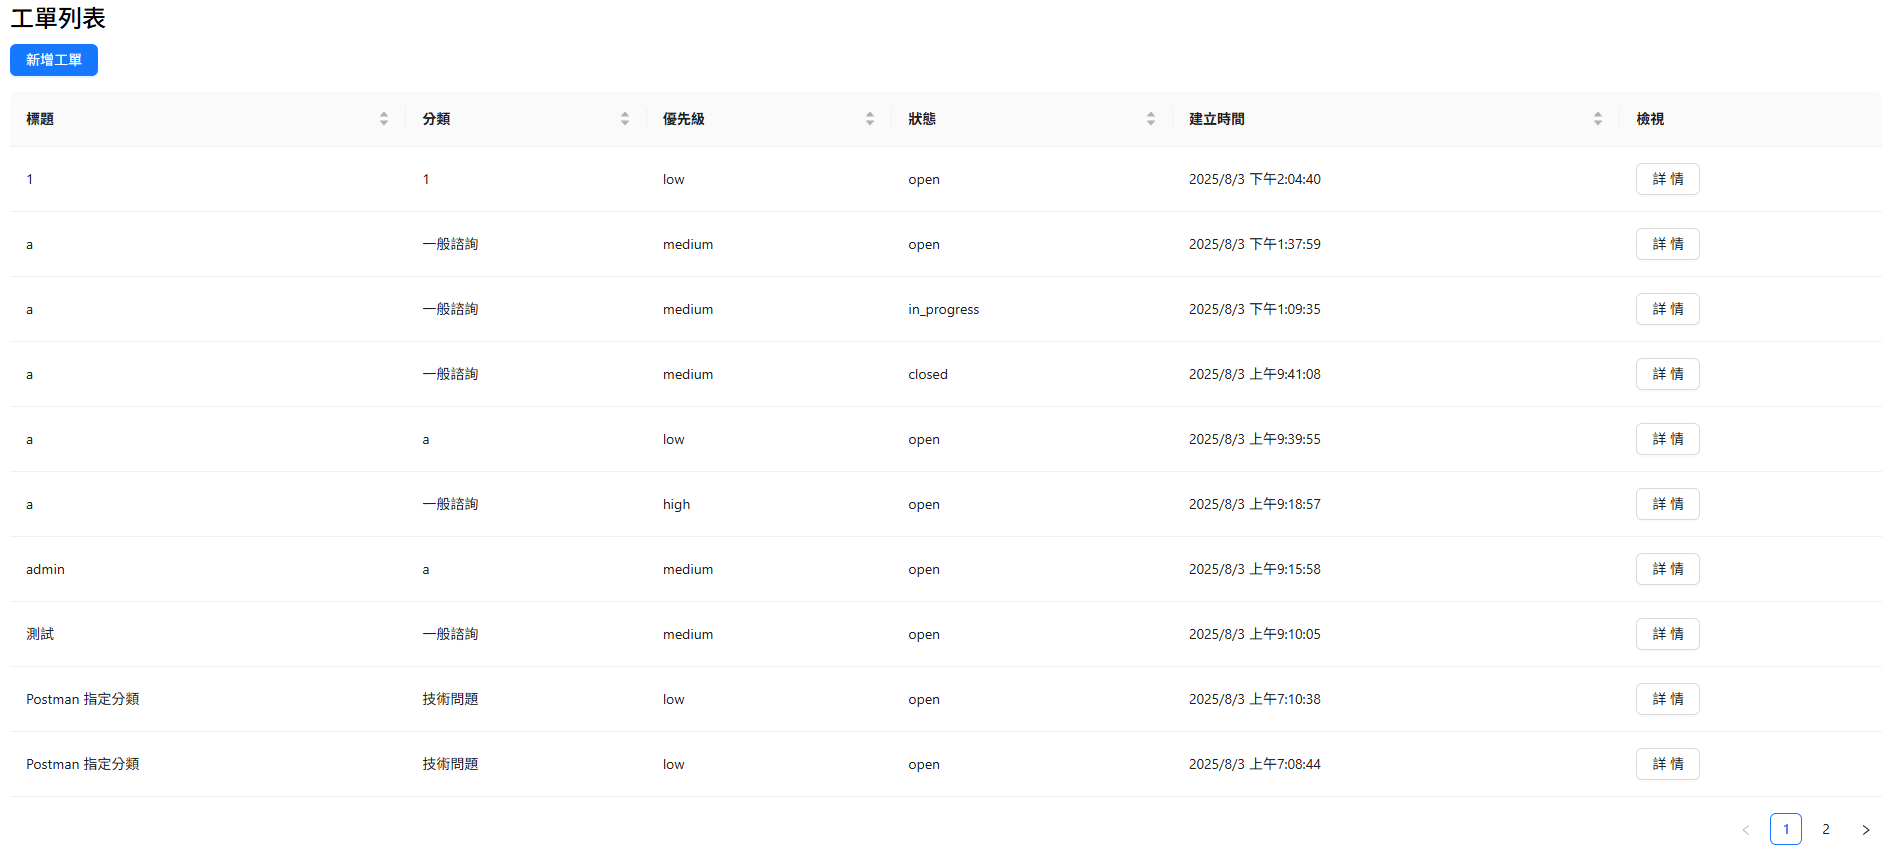 工單列表
新增工單
標題 分類 優先級 狀態 建立時間 檢視
1 1 low open 2025/8/3 下午2:04:40 詳 情
a 一般諮詢 medium open 2025/8/3 下午1:37:59 詳 情
a 一般諮詢 medium in_progress 2025/8/3 下午1:09:35 詳 情
a 一般諮詢 medium closed 2025/8/3 上午9:41:08 詳 情
a a low open 2025/8/3 上午9:39:55 詳 情
a 一般諮詢 high open 2025/8/3 上午9:18:57 詳 情
admin a medium open 2025/8/3 上午9:15:58 詳 情
測試 一般諮詢 medium open 2025/8/3 上午9:10:05 詳 情
Postman 指定分類 技術問題 low open 2025/8/3 上午7:10:38 詳 情
Postman 指定分類 技術問題 low open 2025/8/3 上午7:08:44 詳 情
1 2